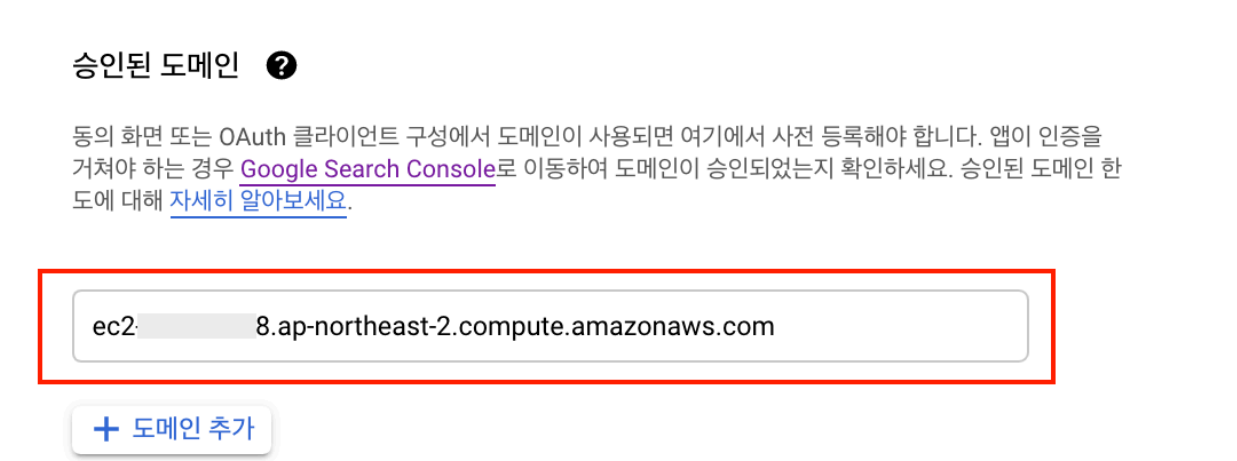 승인된 도메인 ?
동의 화면 또는 OAuth 클라이언트 구성에서 도메인이 사용되면 여기에서 사전 등록해야 합니다. 앱이 인증을
거쳐야 하는 경우 Google Search Console로 이동하여 도메인이 승인되었는지 확인하세요. 승인된 도메인 한
도에 대해 자세히 알아보세요.
ec2- 8.ap-northeast-2.compute.amazonaws.com
+ 도메인 추가